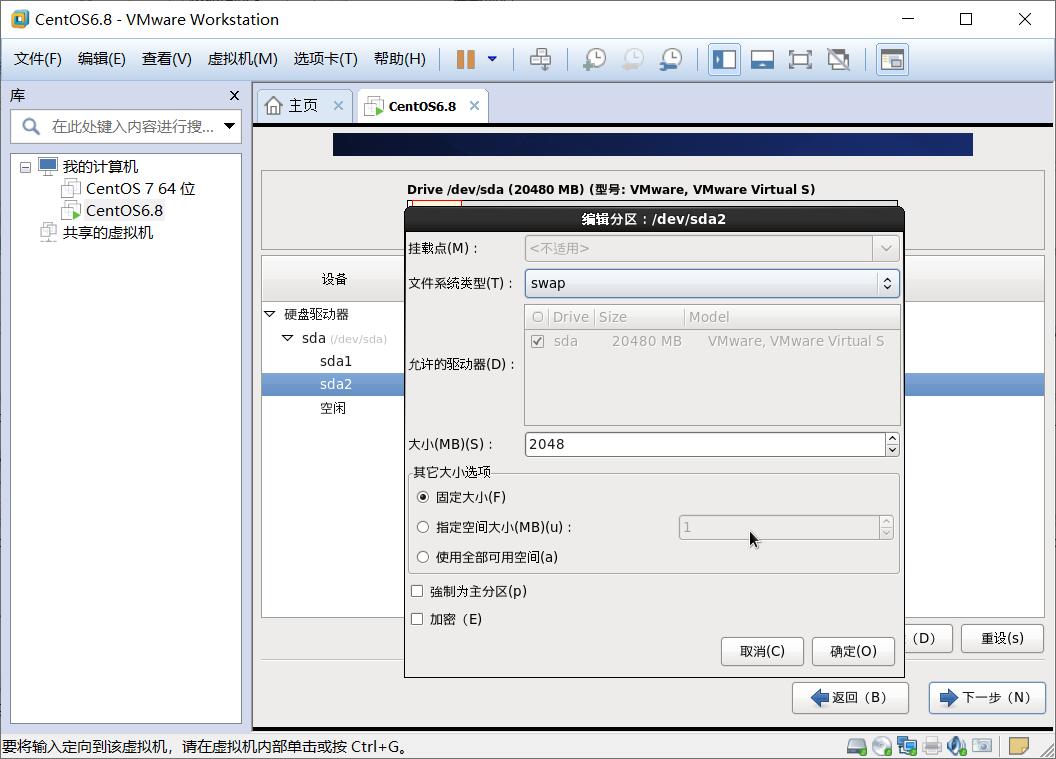 CentOS6.8 - VMware Workstation
文件(F) 编辑(E) 查看(V) 虚拟机(M) 选项卡(T) 帮助(H)
库
在此处键入内容进行搜...
我的计算机
CentOS 7 64 位
CentOS6.8
共享的虚拟机
主页
CentOS6.8
Drive /dev/sda (20480 MB) (型号: VMware, VMware Virtual S)
设备
硬盘驱动器
sda (/dev/sda)
sda1
sda2
空闲
编辑分区：/dev/sda2
挂载点(M)：
<不适用>
文件系统类型(T)：
swap
允许的驱动器(D)：
Drive Size Model
sda 20480 MB VMware, VMware Virtual S
大小(MB)(S)：
2048
其它大小选项
固定大小(F)
指定空间大小(MB)(u)：
1
使用全部可用空间(a)
強制为主分区(p)
加密（E)
取消(C) 确定(O)
（D） 重设(s)
返回（B） 下一步（N）
要将输入定向到该虚拟机，请在虚拟机内部单击或按 Ctrl+G。